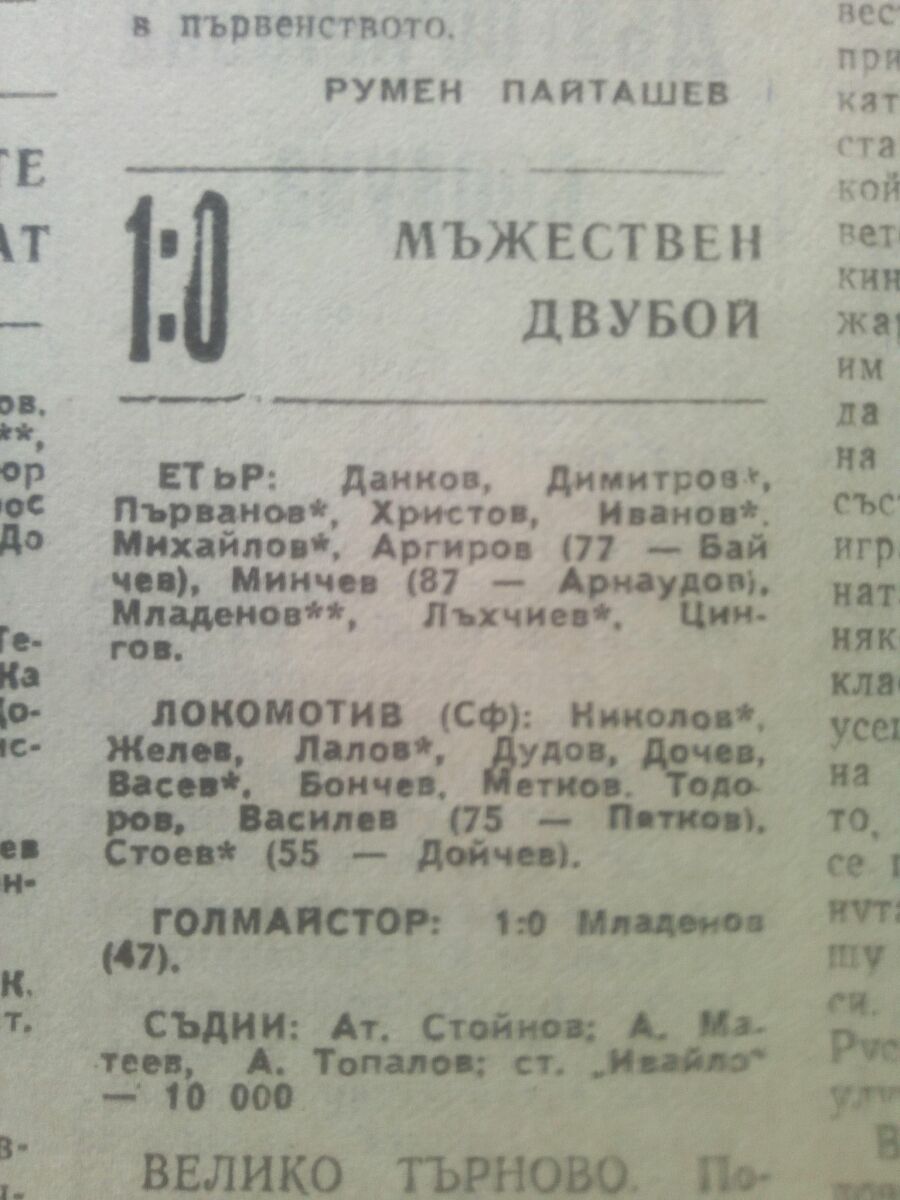 в първенството.
РУМЕН ПАЙТАШЕВ
1:0
МЪЖЕСТВЕН
ДВУБОЙ
ЕТЪР: Данков, Димитров*,
Първанов*, Христов, Иванов*,
Михайлов*, Аргиров (77 — Бай
чев), Минчев (87 — Арнаудов),
Младенов**, Лъхчиев*, Цин-
гов.
ЛОКОМОТИВ (Сф): Николов*,
Желев, Лалов*, Дудов, Дочев,
Васев*, Бончев, Метков, Тодо-
ров, Василев (75 — Петков),
Стоев* (55 — Дойчев).
ГОЛМАЙСТОР: 1:0 Младенов
(47).
СЪДИИ: Ат. Стойнов; А. Ма-
теев, А. Топалов; ст. „Ивайло“
— 10 000
ВЕЛИКО ТЪРНОВО. По-